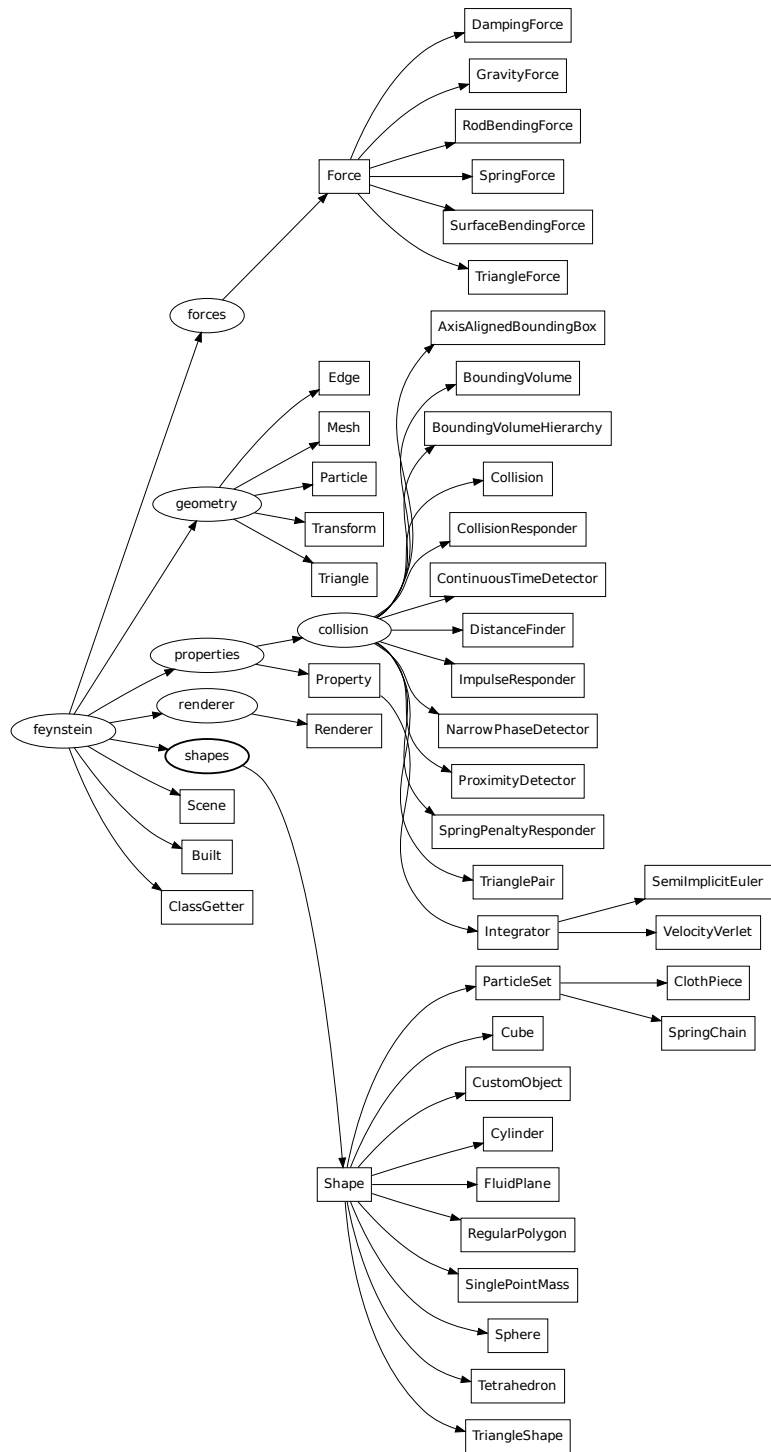 DampingForce
GravityForce
RodBendingForce
Force
SpringForce
SurfaceBendingForce
TriangleForce
forces
AxisAlignedBoundingBox
Edge
BoundingVolume
Mesh
BoundingVolumeHierarchy
Particle
Collision
geometry
Transform
CollisionResponder
Triangle
ContinuousTimeDetector
collision
DistanceFinder
properties
Property
ImpulseResponder
renderer
feynstein
Renderer
NarrowPhaseDetector
shapes
ProximityDetector
Scene
SpringPenaltyResponder
Built
TrianglePair
SemiImplicitEuler
ClassGetter
Integrator
VelocityVerlet
ParticleSet
ClothPiece
Cube
SpringChain
CustomObject
Cylinder
Shape
FluidPlane
RegularPolygon
SinglePointMass
Sphere
Tetrahedron
TriangleShape